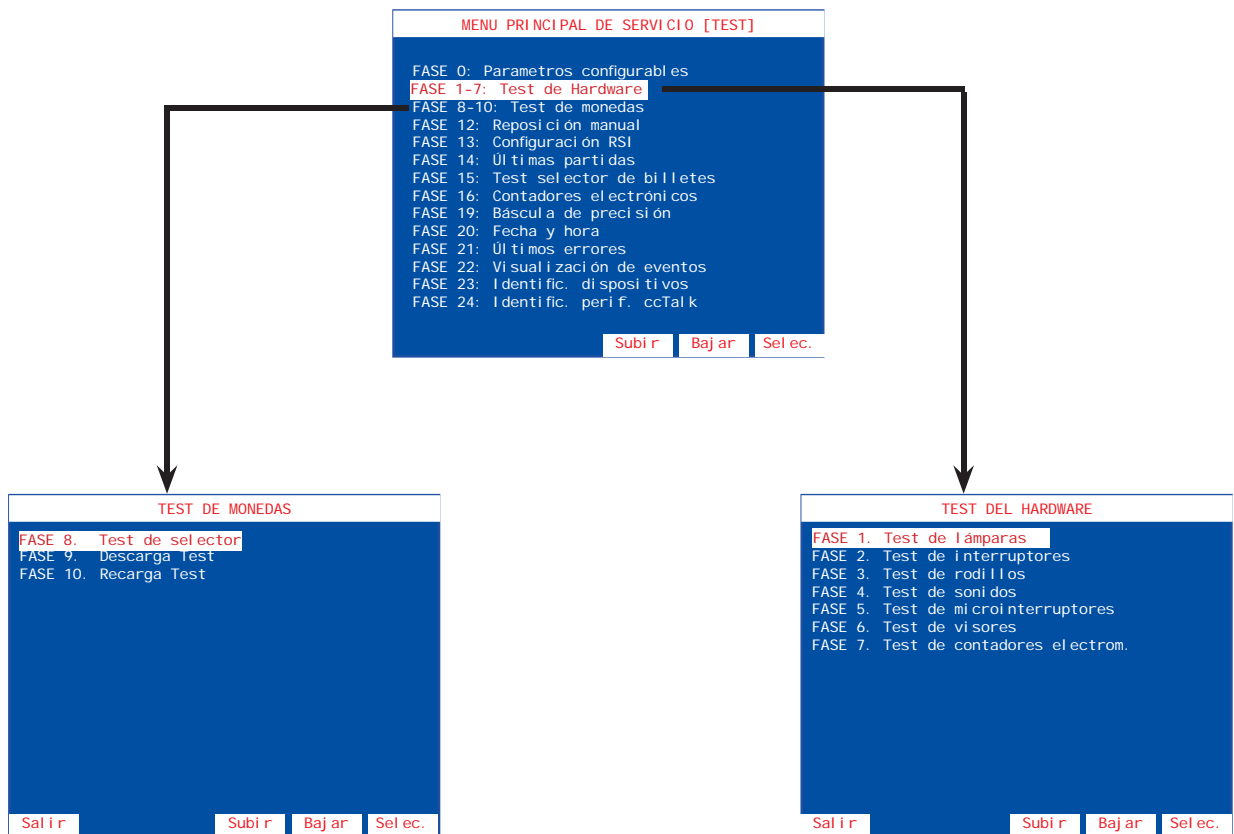 MENU PRINCIPAL DE SERVICIO [TEST]
FASE 0: Parametros configurables
FASE 1-7: Test de Hardware
FASE 8-10: Test de monedas
FASE 12: Reposición manual
FASE 13: Configuración RSI
FASE 14: Últimas partidas
FASE 15: Test selector de billetes
FASE 16: Contadores electrónicos
FASE 19: Báscula de precisión
FASE 20: Fecha y hora
FASE 21: Últimos errores
FASE 22: Visualización de eventos
FASE 23: Identific. dispositivos
FASE 24: Identific. perif. ccTalk
Subir Bajar Selec.
TEST DE MONEDAS
FASE 8. Test de selector
FASE 9. Descarga Test
FASE 10. Recarga Test
Salir Subir Bajar Selec.
TEST DEL HARDWARE
FASE 1. Test de lámparas
FASE 2. Test de interruptores
FASE 3. Test de rodillos
FASE 4. Test de sonidos
FASE 5. Test de microinterruptores
FASE 6. Test de visores
FASE 7. Test de contadores electrom.
Salir Subir Bajar Selec.